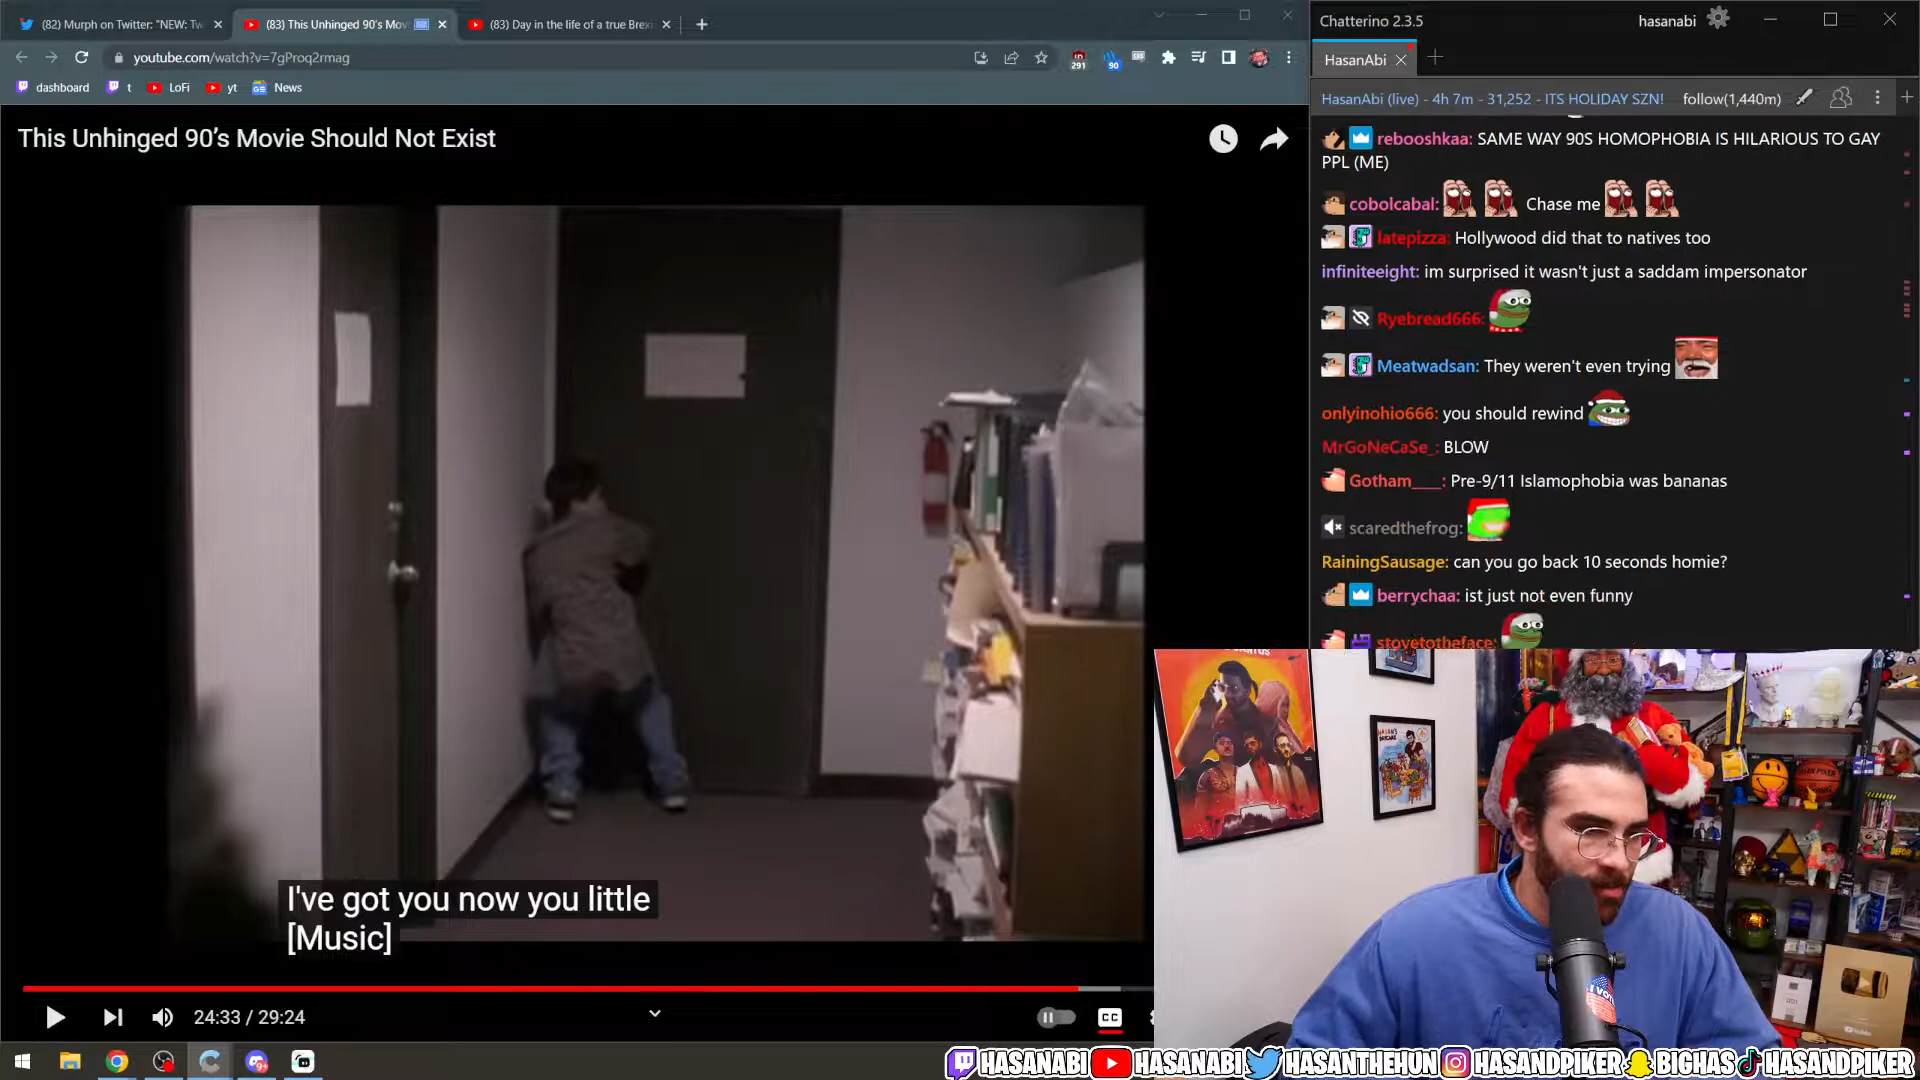 (82) Murph on Twitter: "NEW: Tw
(83) This Unhinged 90's Mov
(83) Day in the life of a true Brex
youtube.com/watch?v=7gProq2rmag
291
90
dashboard
t
LoFi
yt
News
This Unhinged 90's Movie Should Not Exist
I've got you now you little
[Music]
24:33 / 29:24
CC
Chatterino 2.3.5
hasanabi
HasanAbi
HasanAbi (live) - 4h 7m - 31,252 - ITS HOLIDAY SZN!
follow(1,440m)
rebooshkaa: SAME WAY 90S HOMOPHOBIA IS HILARIOUS TO GAY
PPL (ME)
cobolcabal: Chase me
latepizza: Hollywood did that to natives too
infiniteeight: im surprised it wasn't just a saddam impersonator
Ryebread666:
Meatwadsan: They weren't even trying
onlyinohio666: you should rewind
MrGoNeCaSe_: BLOW
Gotham____: Pre-9/11 Islamophobia was bananas
scaredthefrog:
RainingSausage: can you go back 10 seconds homie?
berrychaa: ist just not even funny
stovetotheface:
HASANABI
HASANABI
HASANTHEHUN
HASANDPIKER
BIGHAS
HASANDPIKER